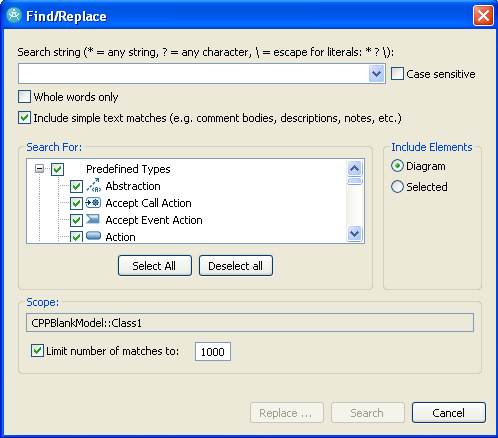 Find/Replace
Search string (* = any string, ? = any character, \ = escape for literals: * ? \):
Case sensitive
Whole words only
Include simple text matches (e.g. comment bodies, descriptions, notes, etc.)
Search For:
Predefined Types
Abstraction
Accept Call Action
Accept Event Action
Action
Select All
Deselect all
Include Elements
Diagram
Selected
Scope:
CPPBlankModel::Class1
Limit number of matches to: 1000
Replace ...
Search
Cancel